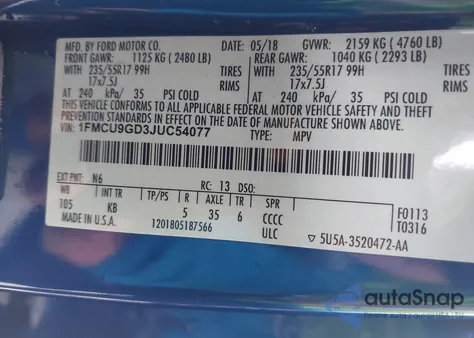 MFD. BY FORD MOTOR CO. DATE: 05/18 GVWR: 2159 KG ( 4760 LB)
FRONT GAWR: 1125 KG ( 2480 LB) REAR GAWR: 1040 KG ( 2293 LB)
WITH WITH
235/55R17 99H TIRES 235/55R17 99H TIRES
17x7.5J RIMS 17x7.5J RIMS
AT 240 kPa/ 35 PSI COLD AT 240 kPa/ 35 PSI COLD
THIS VEHICLE CONFORMS TO ALL APPLICABLE FEDERAL MOTOR VEHICLE SAFETY AND THEFT
PREVENTION STANDARDS IN EFFECT ON THE DATE OF MANUFACTURE SHOWN ABOVE.
1FMCU9GD3JUC54077 TYPE: MPV
EXT PNT: N6 RC: 13 DSO:
WB INT TR TP/PS R AXLE TR SPR
105 KB 5 35 6 CCCC F0113
MADE IN U.S.A. 1201805187566 ULC T0316
5U5A-3520472-AA
autoSnap